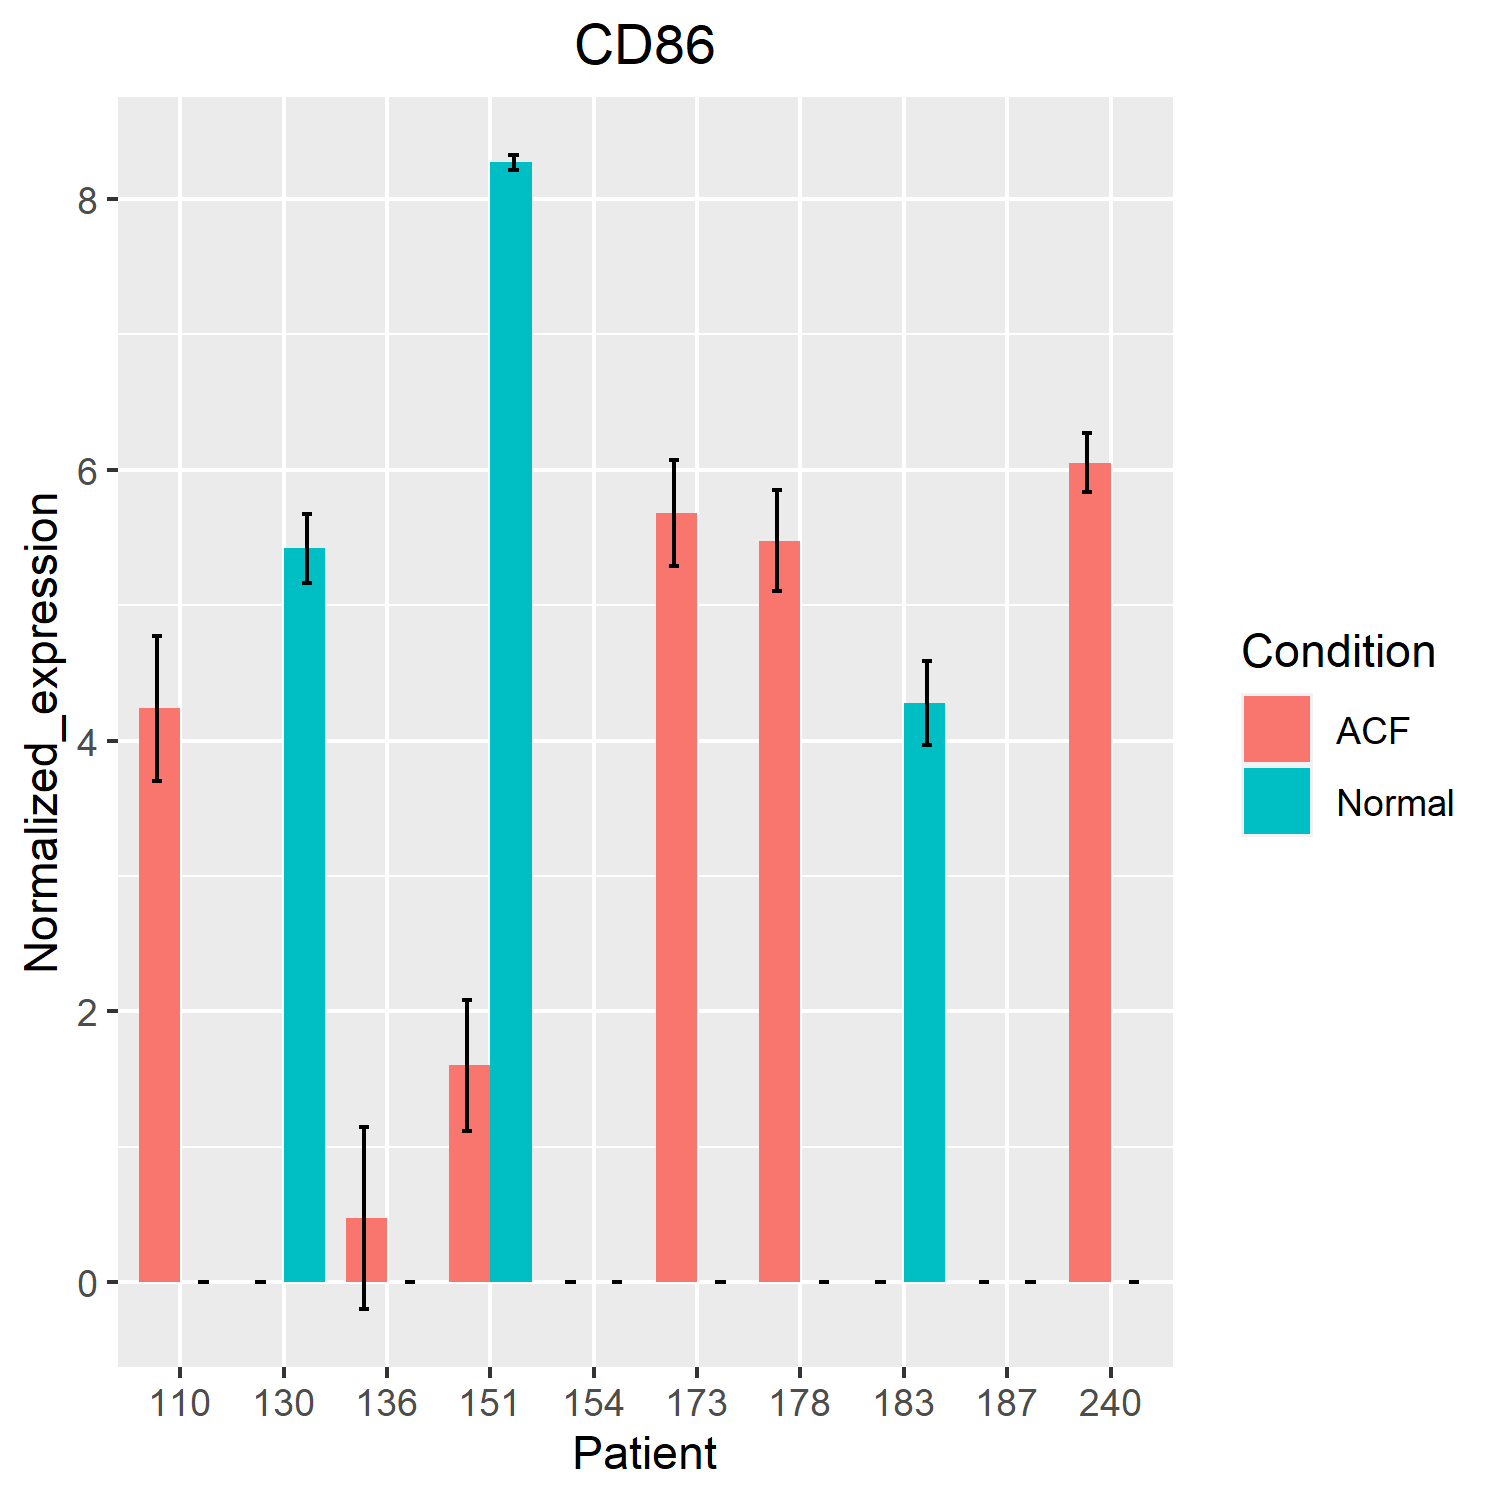 CD86
Normalized_expression
8
6
4
2
0
110 130 136 151 154 173 178 183 187 240
Patient
Condition
ACF
Normal